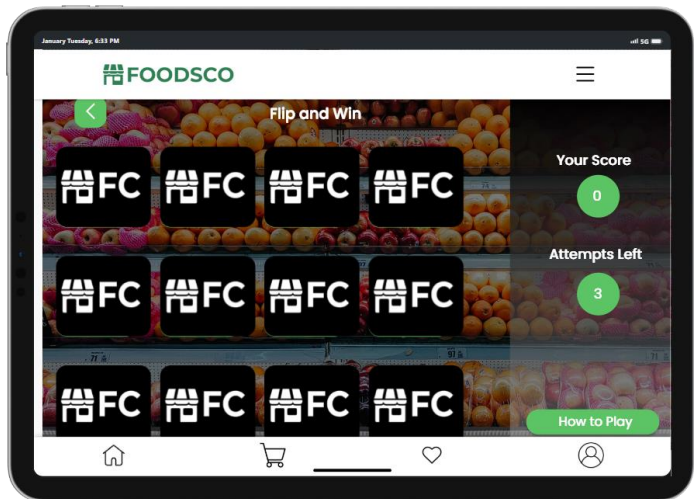 January Tuesday, 6:33 PM
5G
FOODSCO
Flip and Win
FC FC FC FC
FC FC FC FC
FC FC FC FC
Your Score
0
Attempts Left
3
How to Play